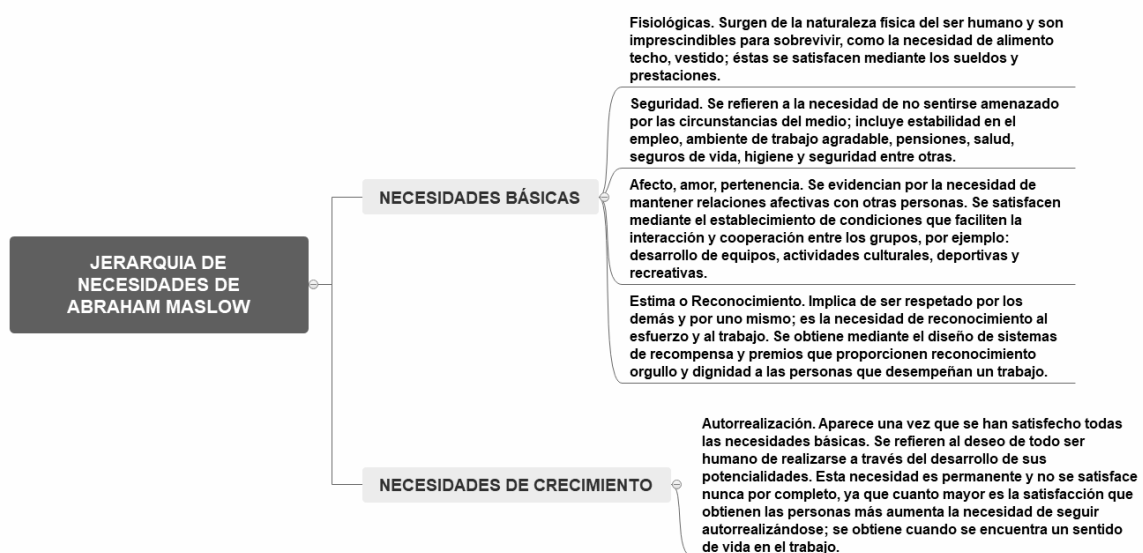 JERARQUIA DE
NECESIDADES DE
ABRAHAM MASLOW
NECESIDADES BÁSICAS
Fisiológicas. Surgen de la naturaleza física del ser humano y son
imprescindibles para sobrevivir, como la necesidad de alimento
techo, vestido; éstas se satisfacen mediante los sueldos y
prestaciones.
Seguridad. Se refieren a la necesidad de no sentirse amenazado
por las circunstancias del medio; incluye estabilidad en el
empleo, ambiente de trabajo agradable, pensiones, salud,
seguros de vida, higiene y seguridad entre otras.
Afecto, amor, pertenencia. Se evidencian por la necesidad de
mantener relaciones afectivas con otras personas. Se satisfacen
mediante el establecimiento de condiciones que faciliten la
interacción y cooperación entre los grupos, por ejemplo:
desarrollo de equipos, actividades culturales, deportivas y
recreativas.
Estima o Reconocimiento. Implica de ser respetado por los
demás y por uno mismo; es la necesidad de reconocimiento al
esfuerzo y al trabajo. Se obtiene mediante el diseño de sistemas
de recompensa y premios que proporcionen reconocimiento
orgullo y dignidad a las personas que desempeñan un trabajo.
NECESIDADES DE CRECIMIENTO
Autorrealización. Aparece una vez que se han satisfecho todas
las necesidades básicas. Se refieren al deseo de todo ser
humano de realizarse a través del desarrollo de sus
potencialidades. Esta necesidad es permanente y no se satisface
nunca por completo, ya que cuanto mayor es la satisfacción que
obtienen las personas más aumenta la necesidad de seguir
autorrealizándose; se obtiene cuando se encuentra un sentido
de vida en el trabajo.